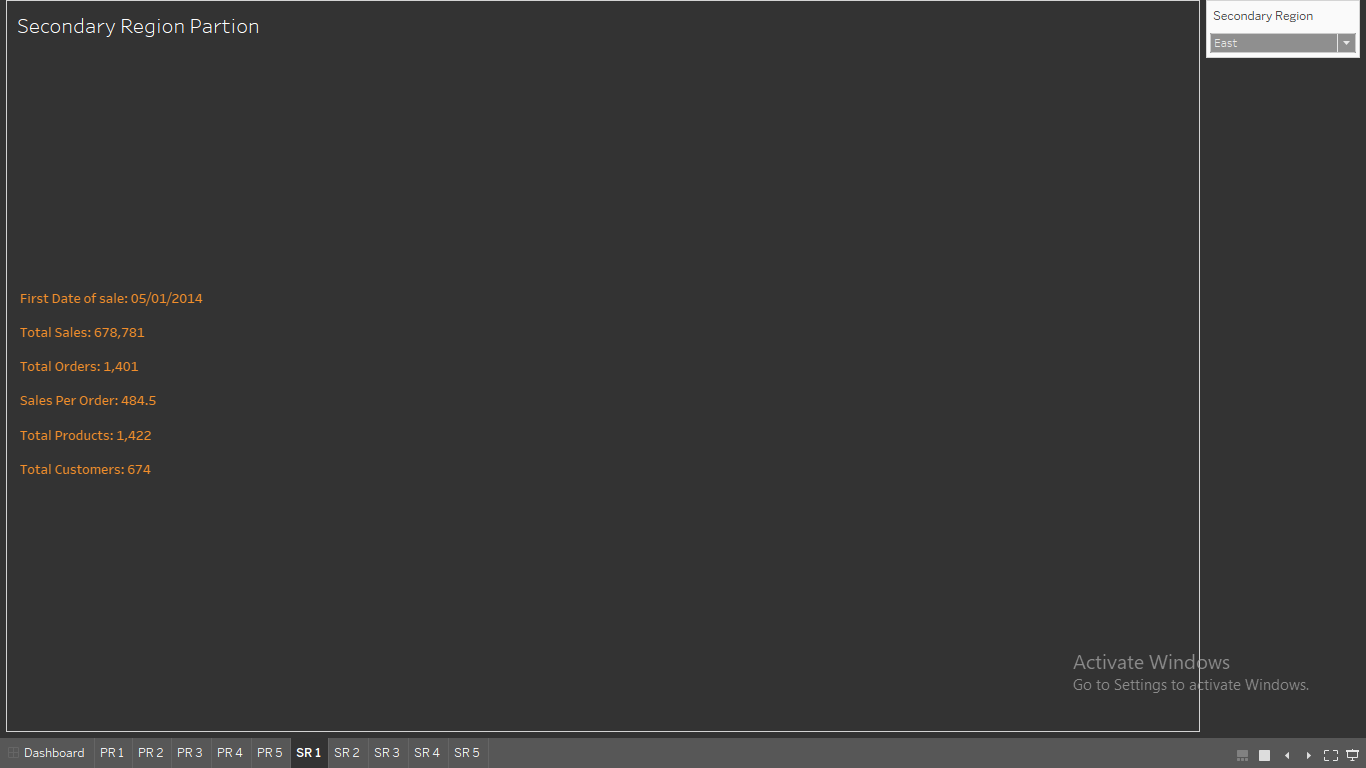 Secondary Region Partion
Secondary Region
East
First Date of sale: 05/01/2014
Total Sales: 678,781
Total Orders: 1,401
Sales Per Order: 484.5
Total Products: 1,422
Total Customers: 674
Activate Windows
Go to Settings to activate Windows.
Dashboard PR 1 PR 2 PR 3 PR 4 PR 5 SR 1 SR 2 SR 3 SR 4 SR 5